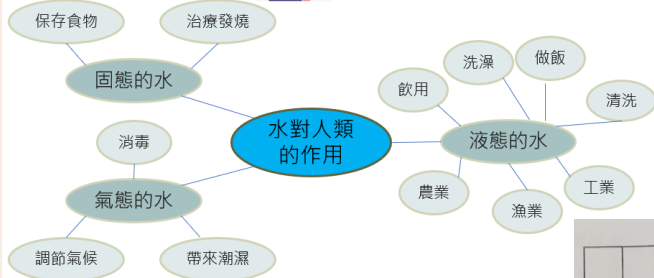 保存食物
治療發燒
固態的水
水對人類
的作用
消毒
氣態的水
調節氣候
帶來潮濕
洗澡
做飯
飲用
清洗
液態的水
農業
漁業
工業